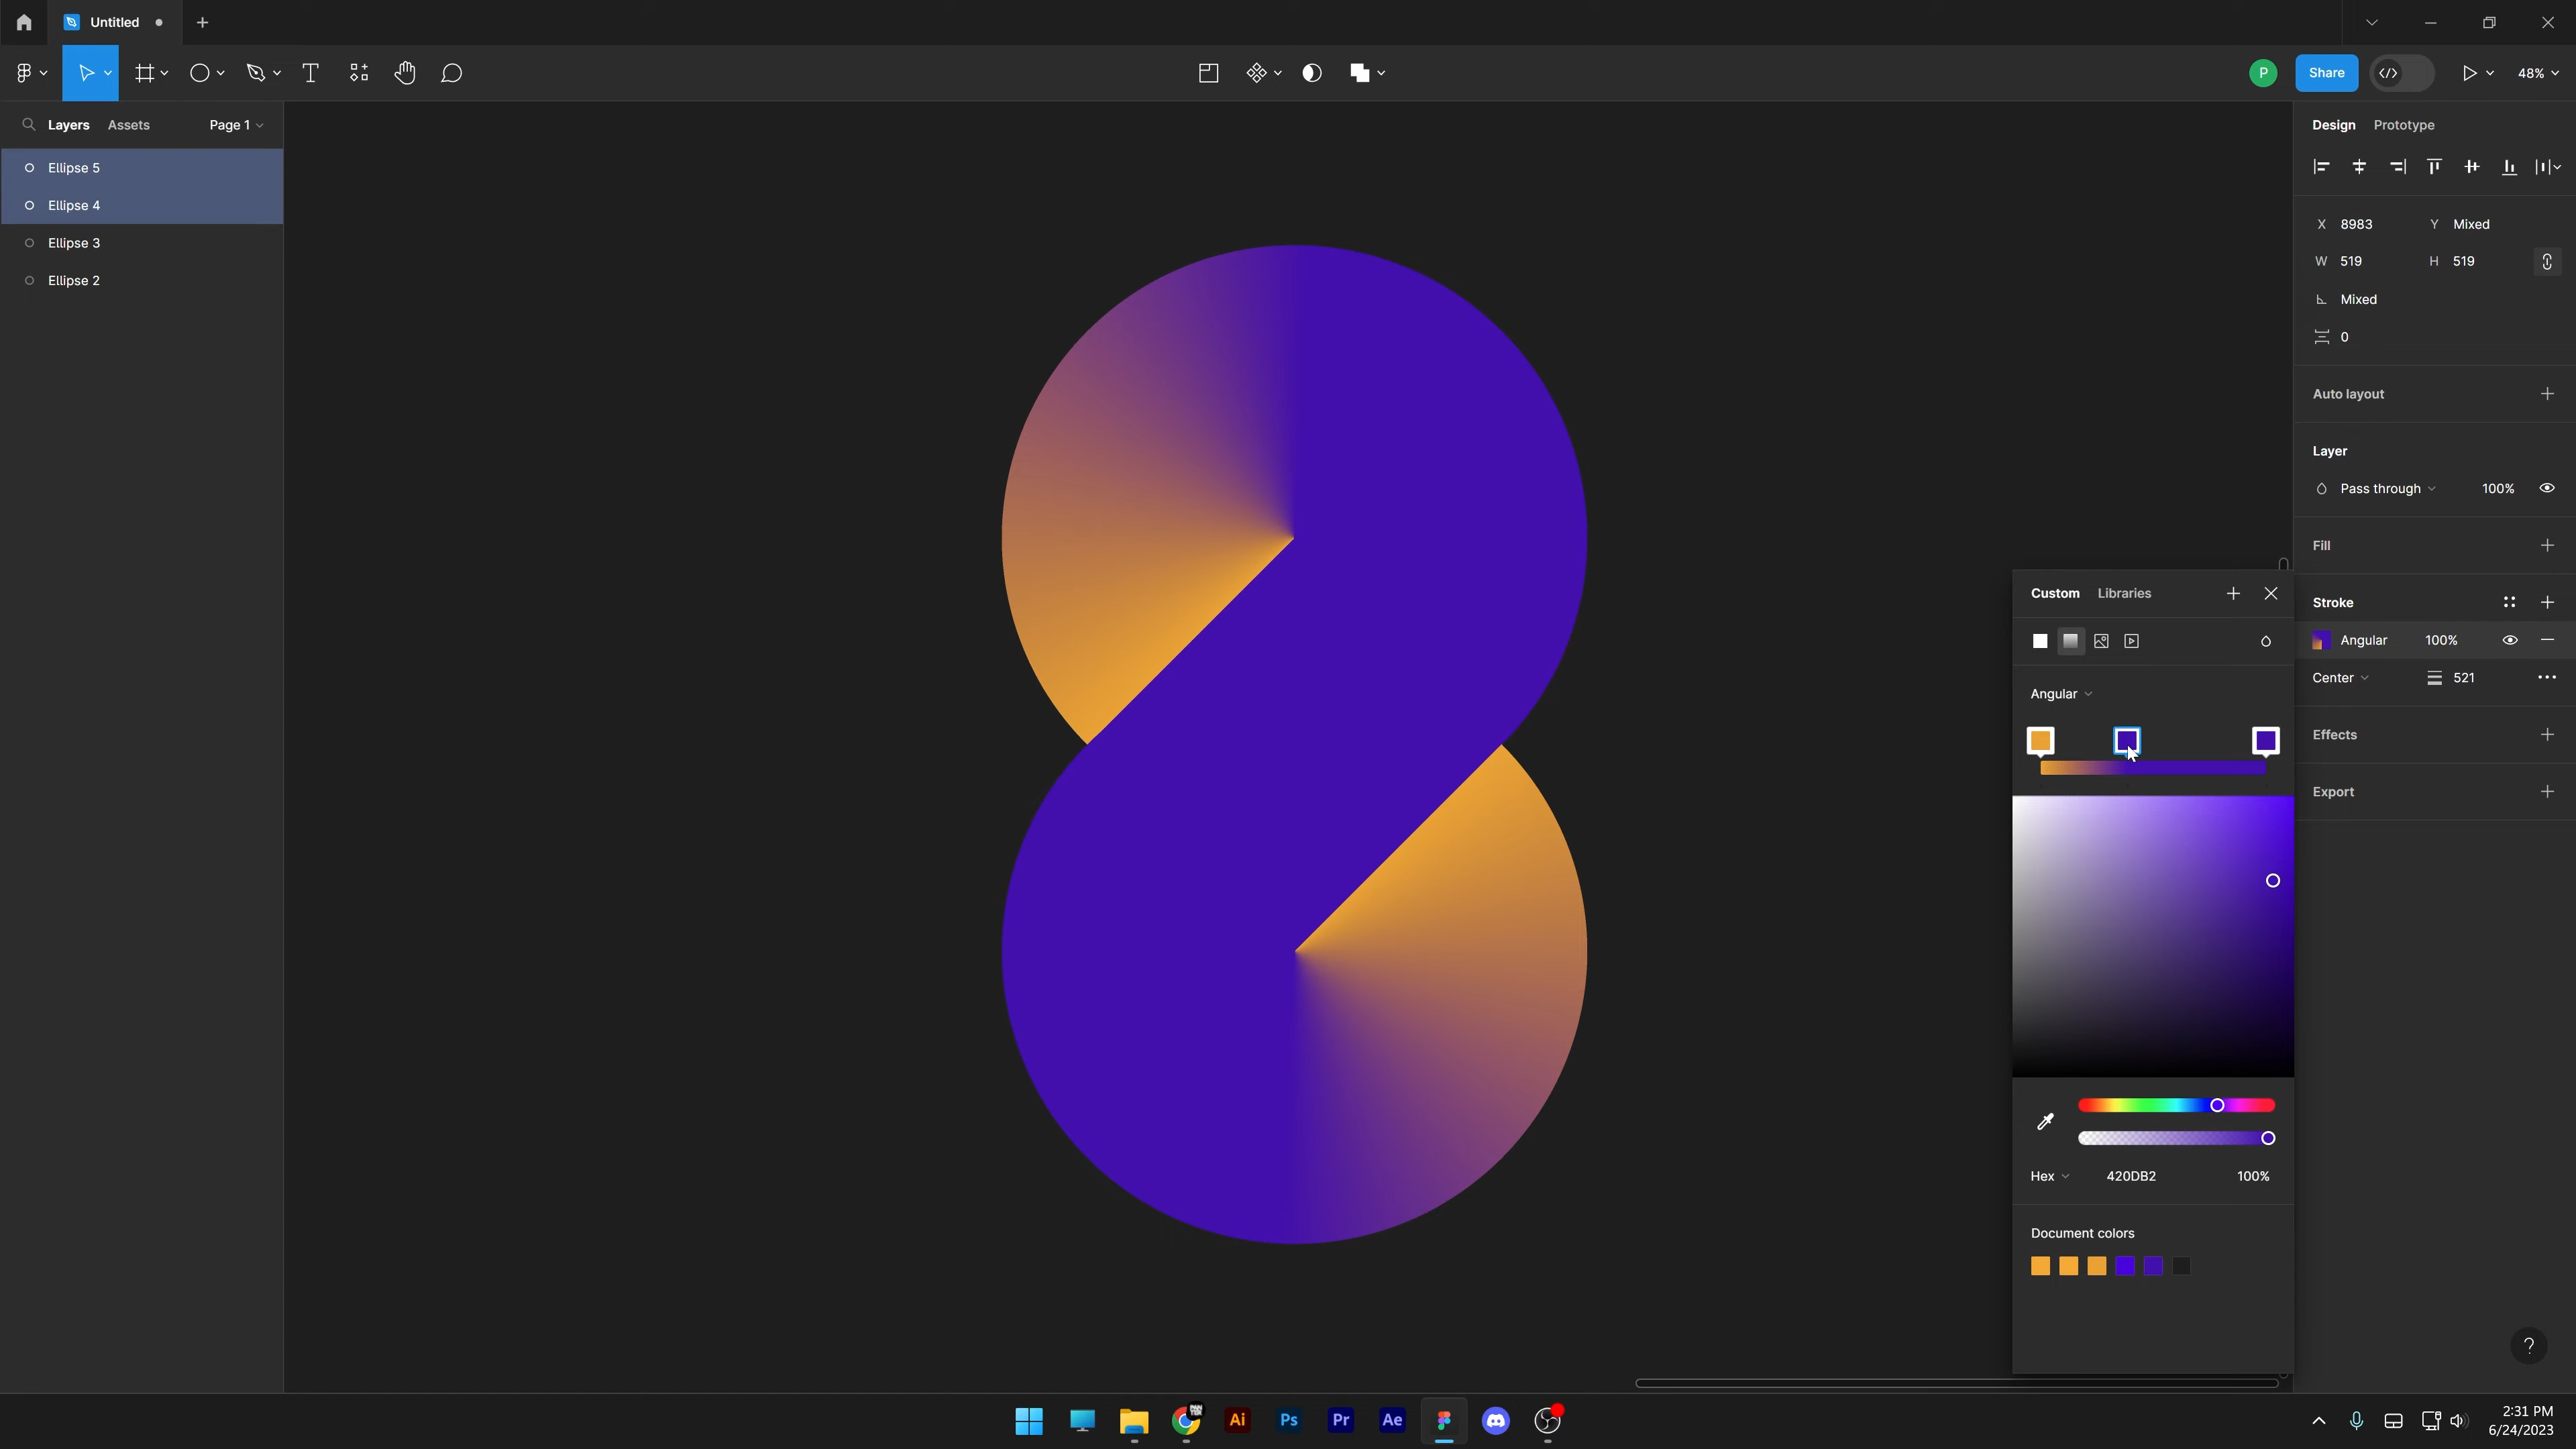 Untitled
Share
48%
P
Layers
Assets
Page 1
Ellipse 5
Ellipse 4
Ellipse 3
Ellipse 2
Design
Prototype
X 8983
Y Mixed
W 519
H 519
Mixed
0
Auto layout
Layer
Pass through
100%
Fill
Stroke
Angular
100%
Center
521
Effects
Export
Custom
Libraries
Angular
Hex
420DB2
100%
Document colors
?
Ai
Ps
Pr
Ae
2:31 PM
6/24/2023